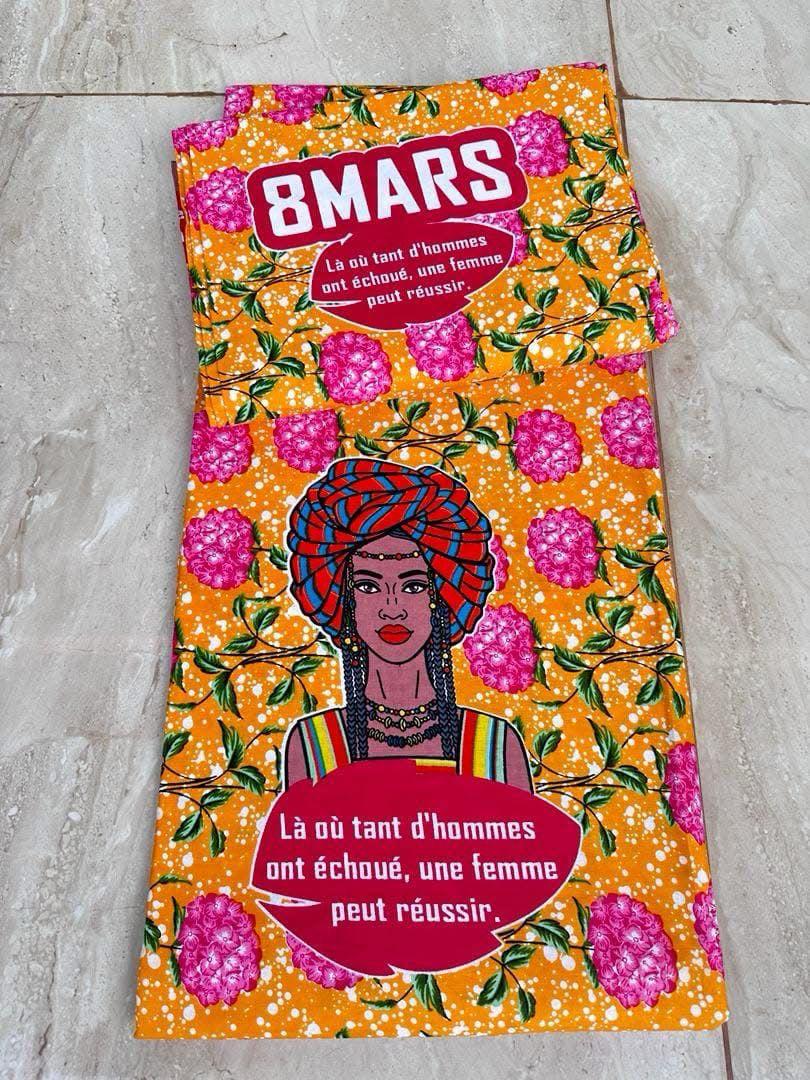 8MARS
Là où tant d'hommes
ont échoué, une femme
peut réussir.
Là où tant d'hommes
ont échoué, une femme
peut réussir.